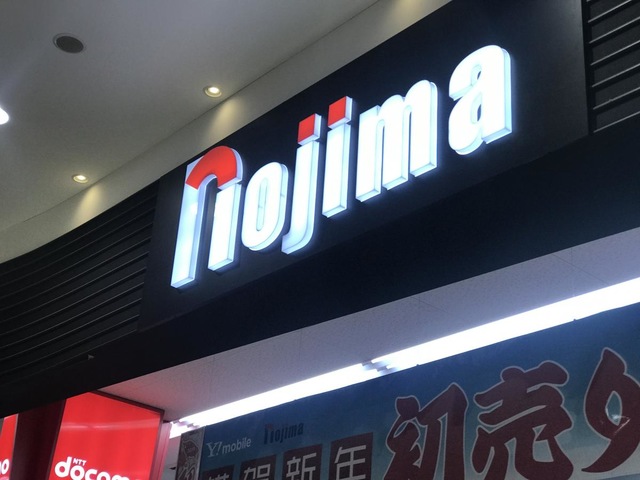 nojima
Y!mobile nojima
賀新年
初売り
NTT
docomo